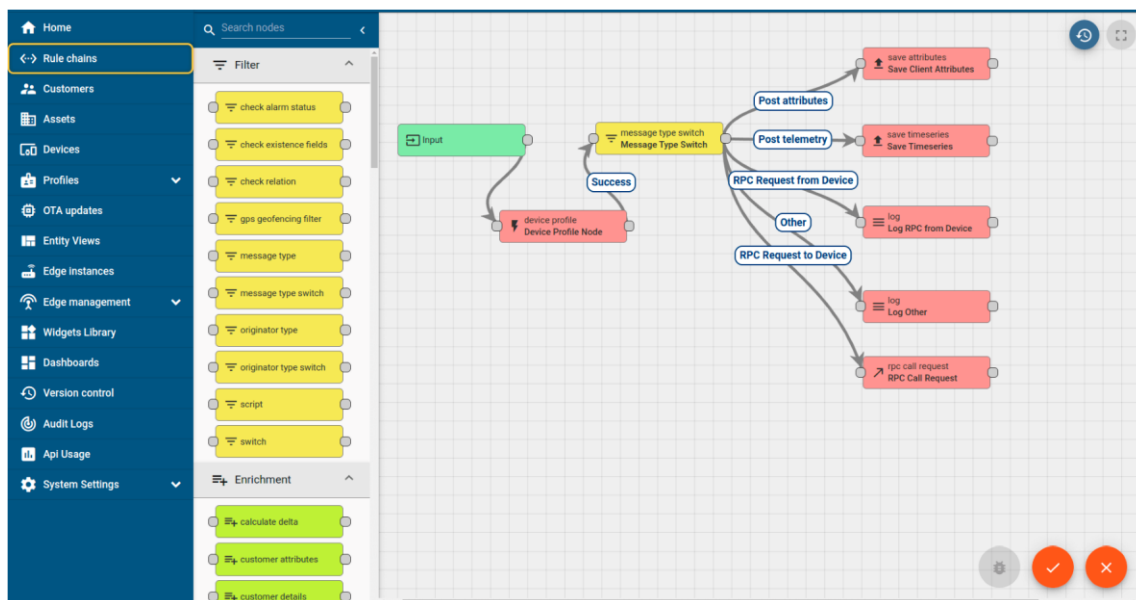 Home
Rule chains
Customers
Assets
Devices
Profiles
OTA updates
Entity Views
Edge instances
Edge management
Widgets Library
Dashboards
Version control
Audit Logs
Api Usage
System Settings
Search nodes
Filter
check alarm status
check existence fields
check relation
gps geofencing filter
message type
message type switch
originator type
originator type switch
script
switch
Enrichment
calculate delta
customer attributes
customer details
Input
device profile
Device Profile Node
Success
message type switch
Message Type Switch
Post attributes
Post telemetry
RPC Request from Device
Other
RPC Request to Device
save attributes
Save Client Attributes
save timeseries
Save Timeseries
log
Log RPC from Device
log
Log Other
rpc call request
RPC Call Request